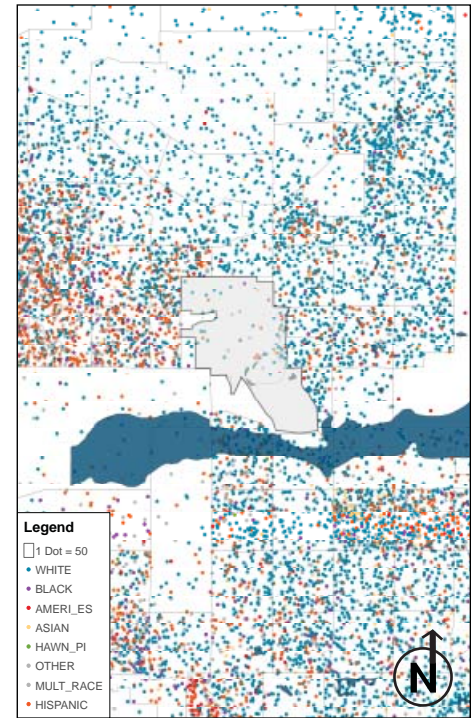 Legend
1 Dot = 50
WHITE
BLACK
AMERI_ES
ASIAN
HAWN_PI
OTHER
MULT_RACE
HISPANIC
N